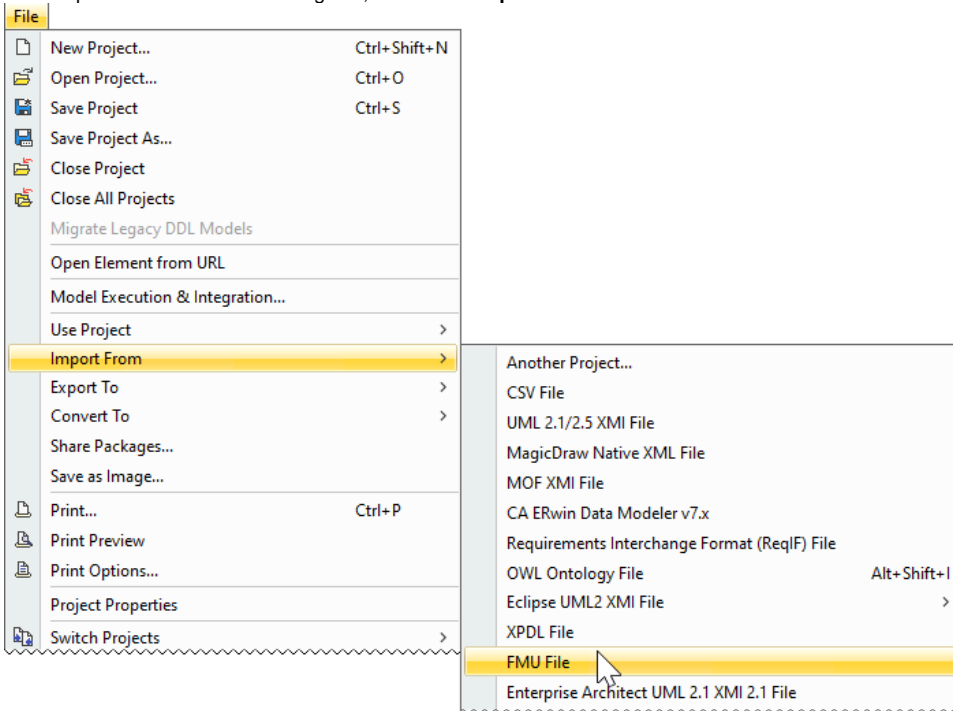 File
New Project... Ctrl+Shift+N
Open Project... Ctrl+O
Save Project Ctrl+S
Save Project As...
Close Project
Close All Projects
Migrate Legacy DDL Models
Open Element from URL
Model Execution & Integration...
Use Project >
Import From >
Export To >
Convert To >
Share Packages...
Save as Image...
Print... Ctrl+P
Print Preview
Print Options...
Project Properties
Switch Projects >
Another Project...
CSV File
UML 2.1/2.5 XMI File
MagicDraw Native XML File
MOF XMI File
CA ERwin Data Modeler v7.x
Requirements Interchange Format (ReqIF) File
OWL Ontology File Alt+Shift+I
Eclipse UML2 XMI File >
XPDL File
FMU File
Enterprise Architect UML 2.1 XMI 2.1 File